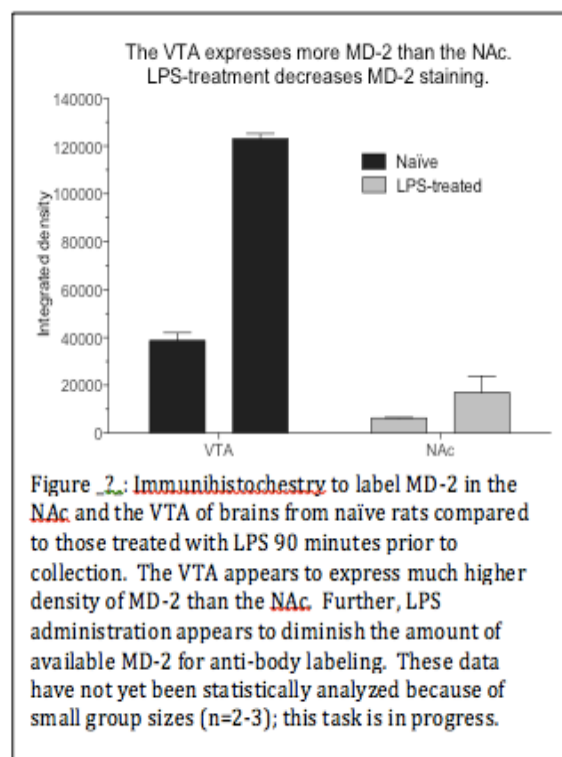 The VTA expresses more MD-2 than the NAc.
LPS-treatment decreases MD-2 staining.
140000
120000
100000
80000
60000
40000
20000
0
Integrated density
Naïve
LPS-treated
VTA
NAc
Figure _?_: Immunihistochestry to label MD-2 in the
NAc and the VTA of brains from naïve rats compared
to those treated with LPS 90 minutes prior to
collection. The VTA appears to express much higher
density of MD-2 than the NAc. Further, LPS
administration appears to diminish the amount of
available MD-2 for anti-body labeling. These data
have not yet been statistically analyzed because of
small group sizes (n=2-3); this task is in progress.